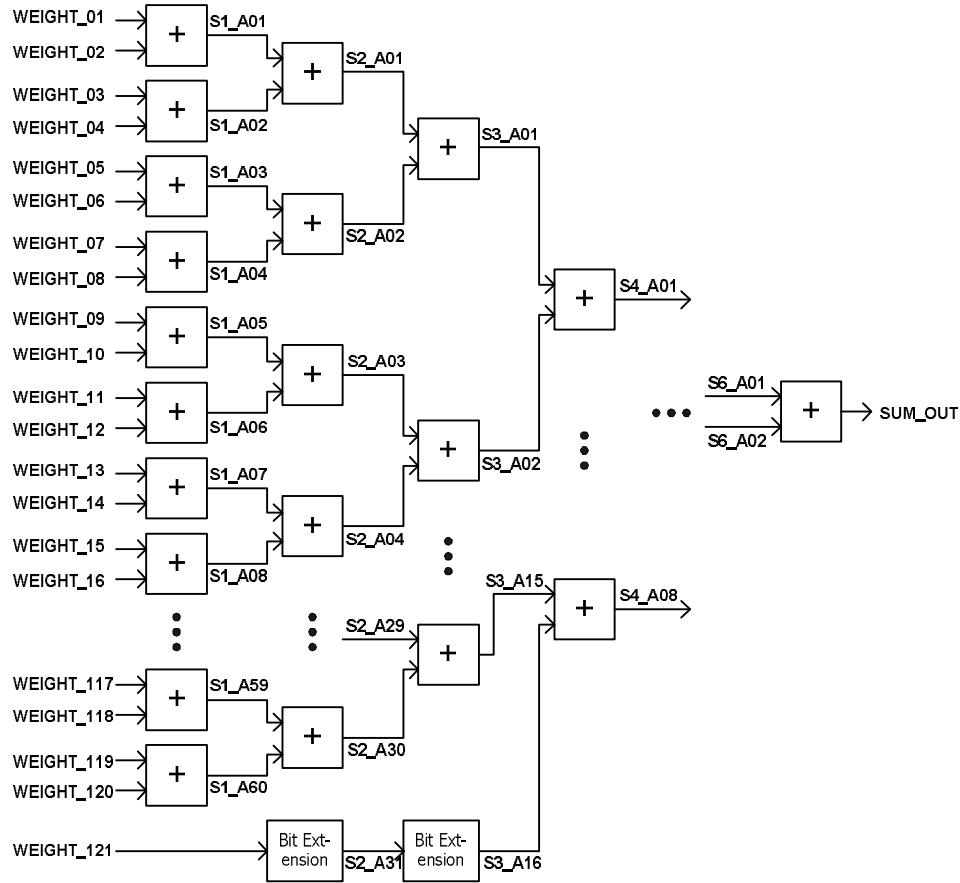 WEIGHT_01
WEIGHT_02
+
S1_A01
WEIGHT_03
WEIGHT_04
+
S1_A02
+
S2_A01
WEIGHT_05
WEIGHT_06
+
S1_A03
WEIGHT_07
WEIGHT_08
+
S1_A04
+
S2_A02
+
S3_A01
WEIGHT_09
WEIGHT_10
+
S1_A05
WEIGHT_11
WEIGHT_12
+
S1_A06
+
S2_A03
WEIGHT_13
WEIGHT_14
+
S1_A07
WEIGHT_15
WEIGHT_16
+
S1_A08
+
S2_A04
+
S3_A02
+
S4_A01
WEIGHT_117
WEIGHT_118
+
S1_A59
WEIGHT_119
WEIGHT_120
+
S1_A60
S2_A29
+
S2_A30
+
S3_A15
WEIGHT_121
Bit Ext-
ension
S2_A31
Bit Ext-
ension
S3_A16
+
S4_A08
S6_A01
S6_A02
+
SUM_OUT